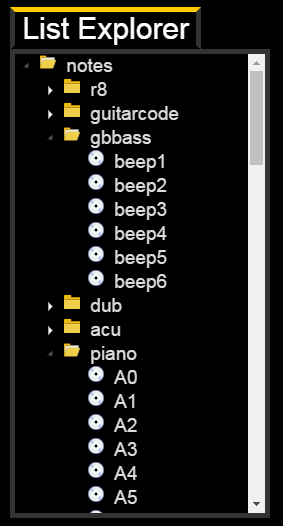 List Explorer
notes
r8
guitarcode
gbbass
beep1
beep2
beep3
beep4
beep5
beep6
dub
acu
piano
A0
A1
A2
A3
A4
A5